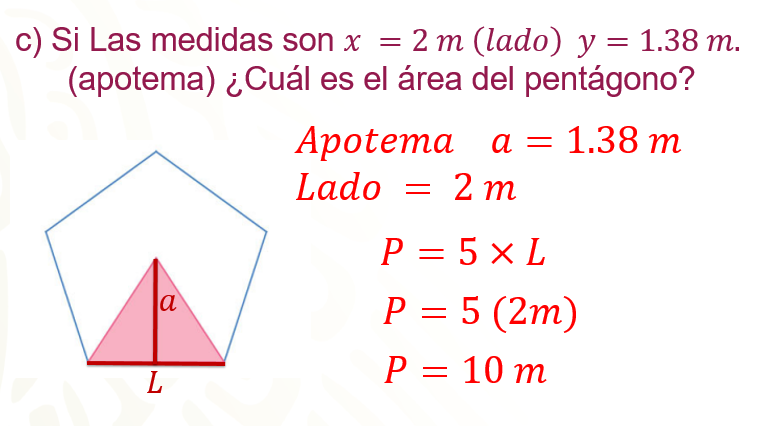 c) Si Las medidas son x = 2 m (lado) y = 1.38 m.
(apotema) ¿Cuál es el área del pentágono?
Apotema a = 1.38 m
Lado = 2 m
P = 5 × L
P = 5 (2m)
P = 10 m
a
L